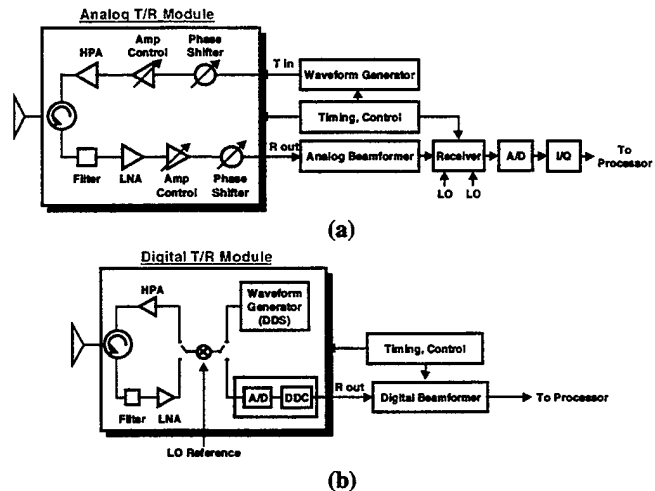 Analog T/R Module
HPA
Amp Control
Phase Shifter
T in
Waveform Generator
Timing, Control
Filter
LNA
Amp Control
Phase Shifter
R out
Analog Beamformer
Receiver
A/D
I/Q
To Processor
LO
LO
(a)
Digital T/R Module
HPA
Waveform Generator (DDS)
Timing, Control
Filter
LNA
A/D
DDC
R out
Digital Beamformer
To Processor
LO Reference
(b)